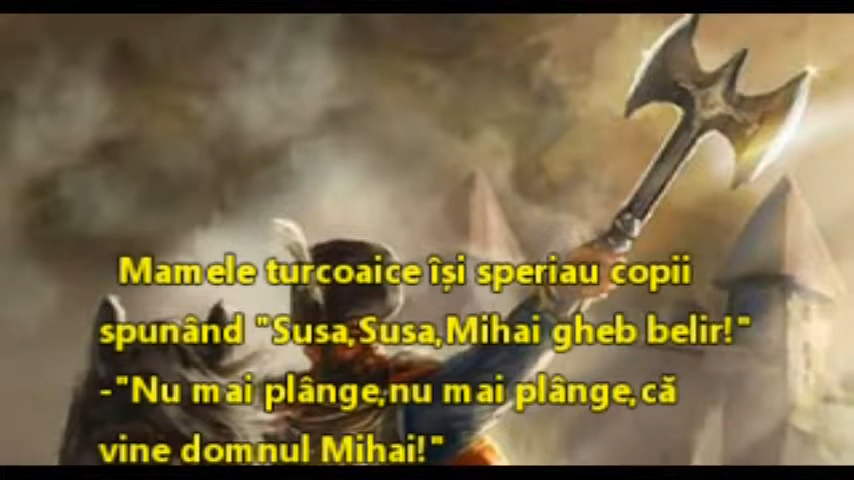 Mamele turcoaice își speriau copii
spunând "Susa,Susa,Mihai gheb belir!"
-"Nu mai plânge,nu mai plânge,că
vine domnul Mihai!"